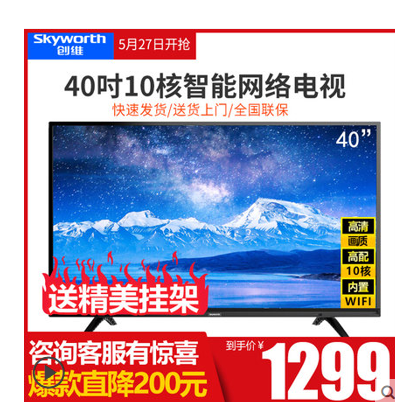 Skyworth
创维
5月27日开抢
40吋10核智能网络电视
快速发货/送货上门/全国联保
40”
高清
画质
高配
10核
内置
WIFI
送精美挂架
咨询客服有惊喜
爆款直降200元
到手价¥
1299